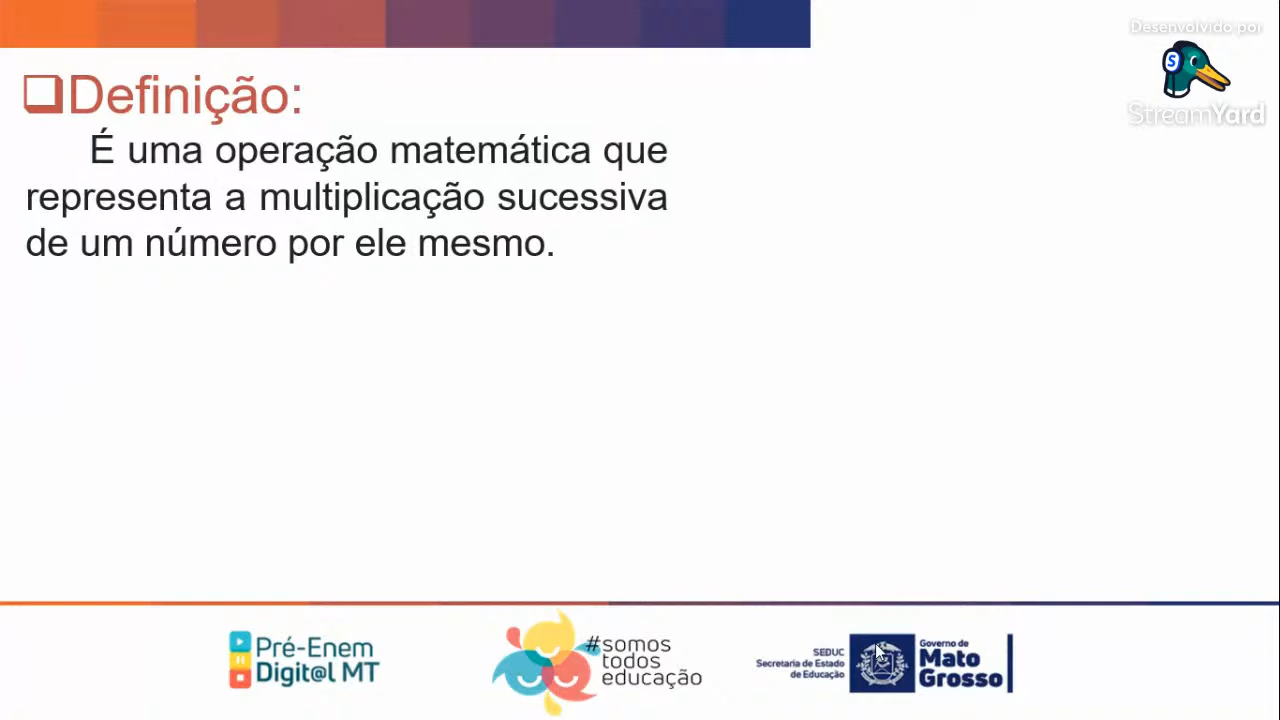 Desenvolvido por
S
StreamYard
❑Definição:
É uma operação matemática que
representa a multiplicação sucessiva
de um número por ele mesmo.
Pré-Enem
Digit@l MT
#somos
todos
educação
SEDUC
Secretaria de Estado
de Educação
Governo de
Mato
Grosso